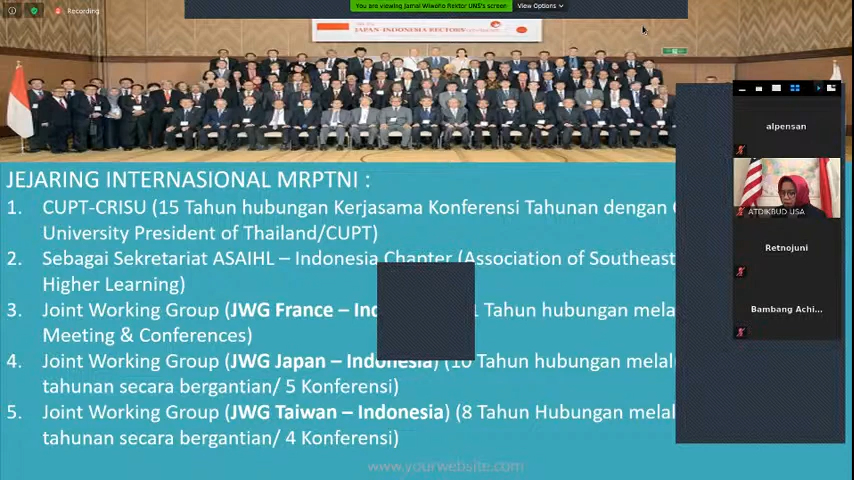 You are viewing Jamal Wiwoho Rektor UNS's screen
View Options
Recording
JAPAN-INDONESIA RECTORS
JEJARING INTERNASIONAL MRPTNI :
1. CUPT-CRISU (15 Tahun hubungan Kerjasama Konferensi Tahunan dengan
University President of Thailand/CUPT)
2. Sebagai Sekretariat ASAIHL – Indonesia Chapter (Association of Southeast
Higher Learning)
3. Joint Working Group (JWG France – Tahun hubungan
Meeting & Conferences)
4. Joint Working Group (JWG Japan – Indonesia) (10 Tahun hubungan
tahunan secara bergantian/ 5 Konferensi)
5. Joint Working Group (JWG Taiwan – Indonesia) (8 Tahun Hubungan
tahunan secara bergantian/ 4 Konferensi)
www.yourwebsite.com
alpensan
ATDIKBUD USA
Retnojuni
Bambang Achi...